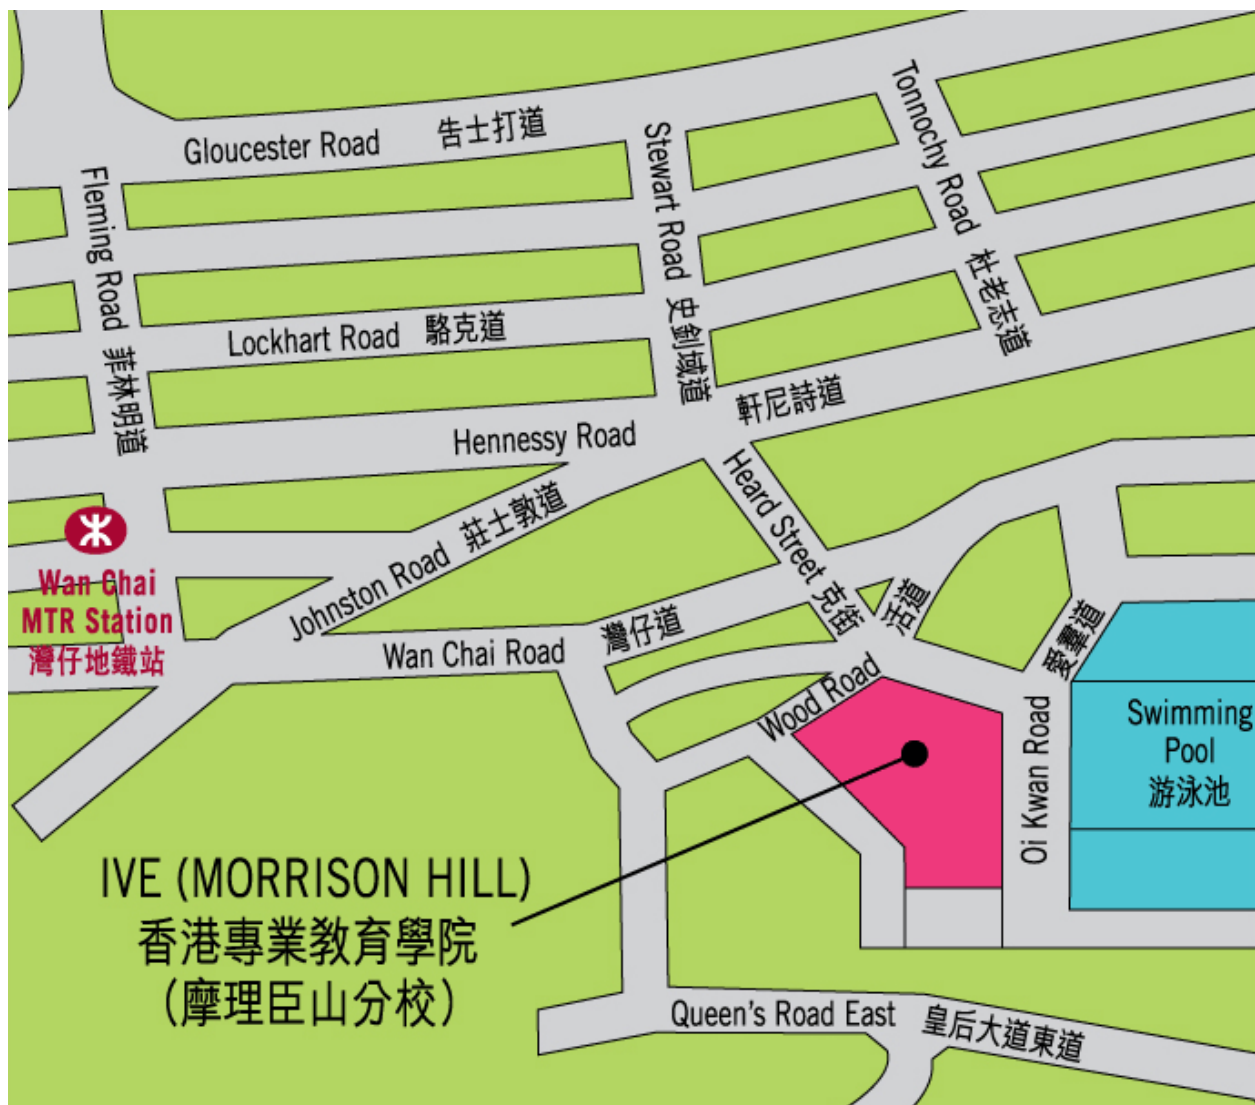 Gloucester Road 告士打道
Fleming Road 菲林明道
Stewart Road 史釗域道
Tonnochy Road 杜老志道
Lockhart Road 駱克道
Hennessy Road 軒尼詩道
Wan Chai
MTR Station
灣仔地鐵站
Johnston Road 莊士敦道
Heard Street 克街
Wan Chai Road 灣仔道
活道
Wood Road
愛羣道
Oi Kwan Road
Swimming
Pool
游泳池
IVE (MORRISON HILL)
香港專業教育學院
（摩理臣山分校）
Queen's Road East 皇后大道東道